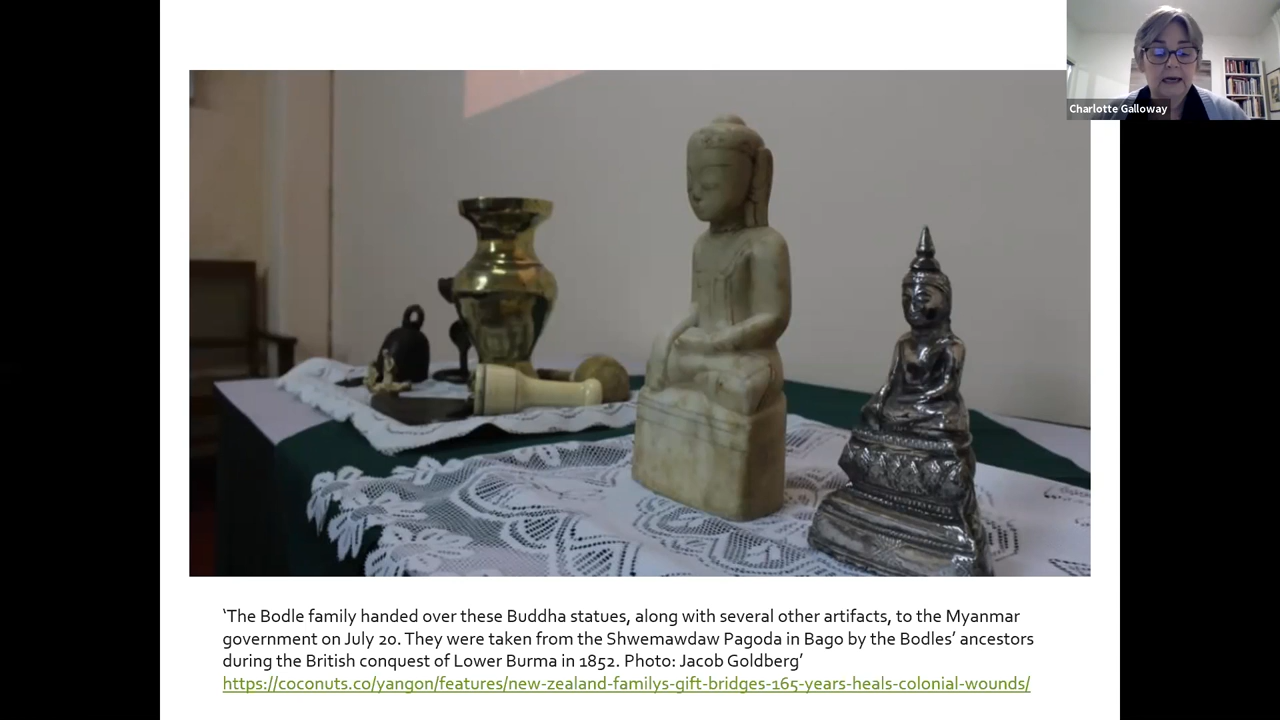 Charlotte Galloway
‘The Bodle family handed over these Buddha statues, along with several other artifacts, to the Myanmar
government on July 20. They were taken from the Shwemawdaw Pagoda in Bago by the Bodles’ ancestors
during the British conquest of Lower Burma in 1852. Photo: Jacob Goldberg’
https://coconuts.co/yangon/features/new-zealand-familys-gift-bridges-165-years-heals-colonial-wounds/